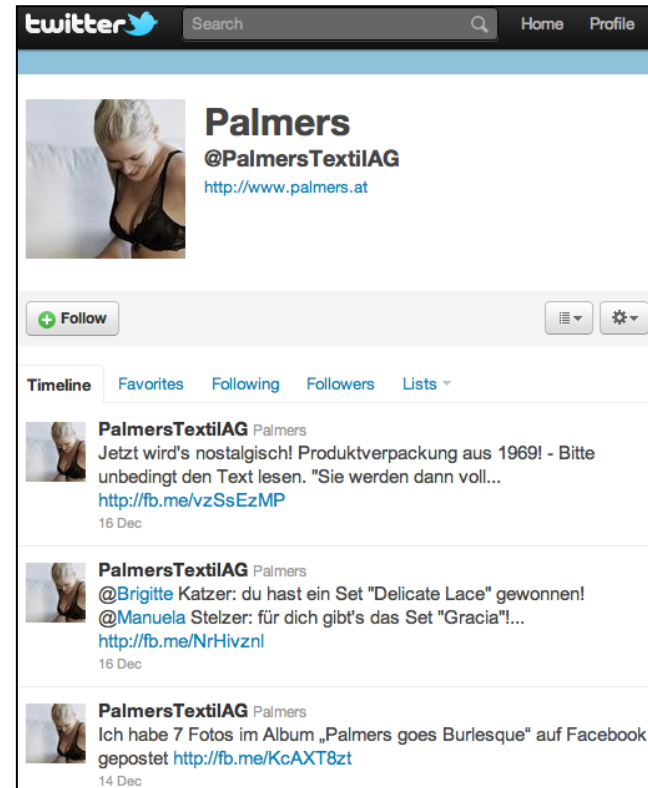 twitter
Search
Home Profile
Palmers
@PalmersTextilAG
http://www.palmers.at
Follow
Timeline Favorites Following Followers Lists
PalmersTextilAG Palmers
Jetzt wird's nostalgisch! Produktverpackung aus 1969! - Bitte
unbedingt den Text lesen. "Sie werden dann voll...
http://fb.me/vzSsEzMP
16 Dec
PalmersTextilAG Palmers
@Brigitte Katzer: du hast ein Set "Delicate Lace" gewonnen!
@Manuela Stelzer: für dich gibt's das Set "Gracia"!...
http://fb.me/NrHivznl
16 Dec
PalmersTextilAG Palmers
Ich habe 7 Fotos im Album „Palmers goes Burlesque“ auf Facebook
gepostet http://fb.me/KcAXT8zt
14 Dec